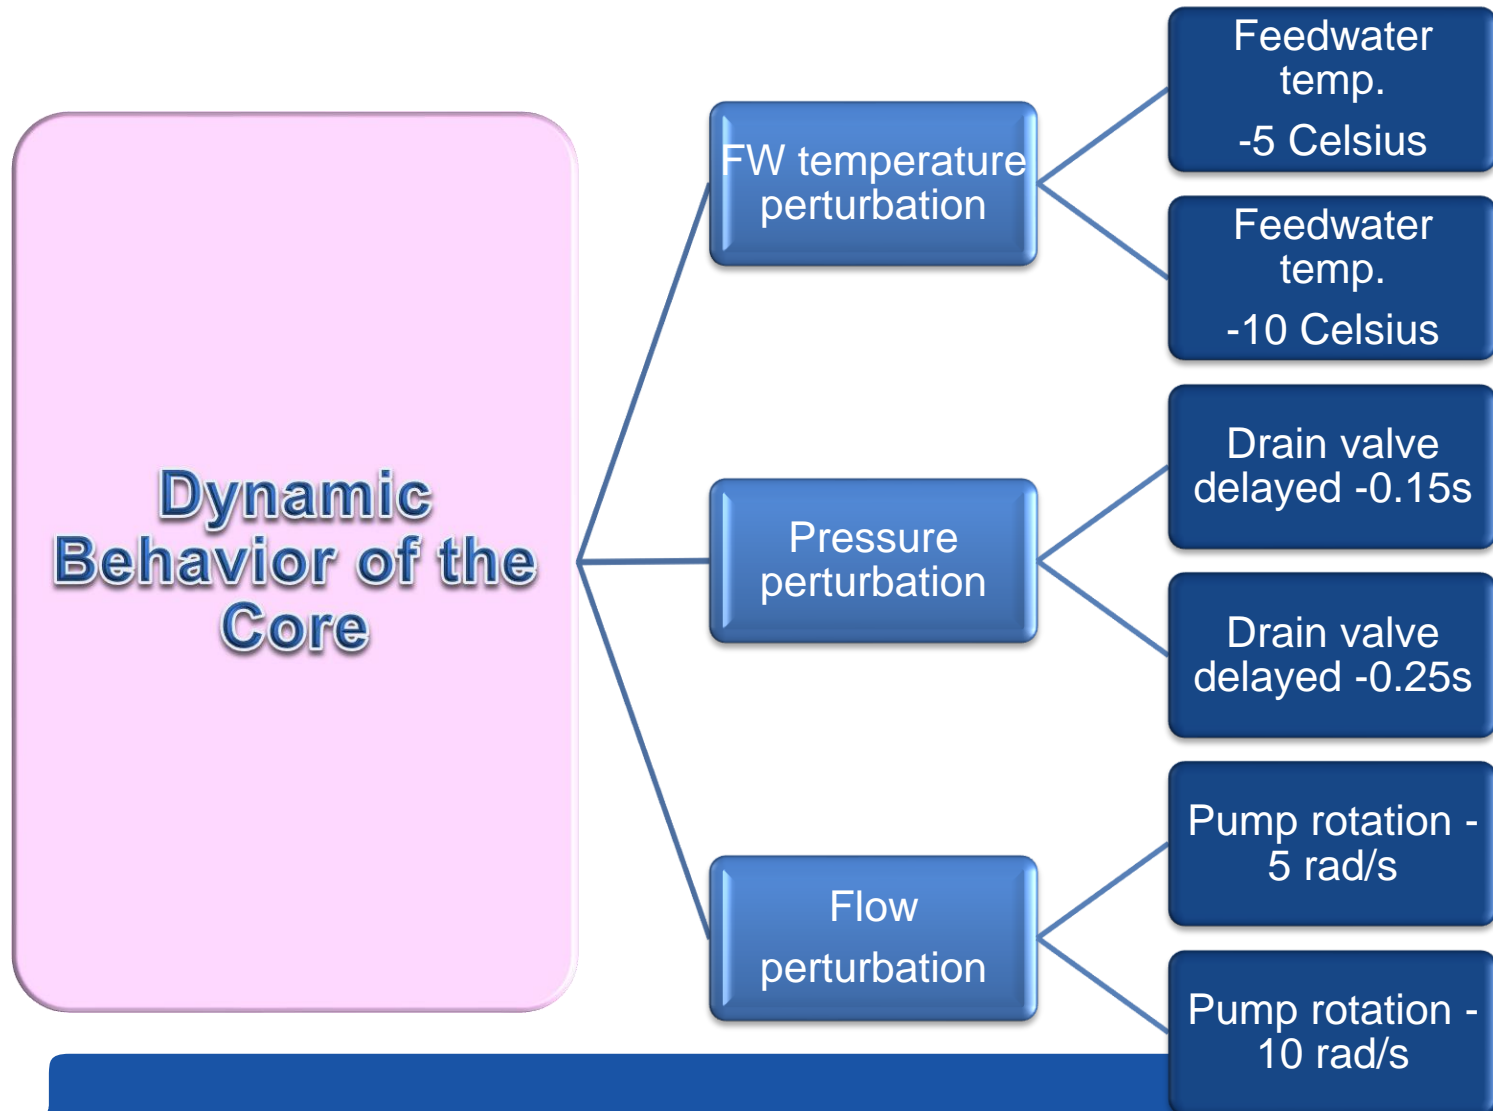 Dynamic
Behavior of the
Core
FW temperature
perturbation
Feedwater
temp.
-5 Celsius
Feedwater
temp.
-10 Celsius
Pressure
perturbation
Drain valve
delayed -0.15s
Drain valve
delayed -0.25s
Flow
perturbation
Pump rotation -
5 rad/s
Pump rotation -
10 rad/s